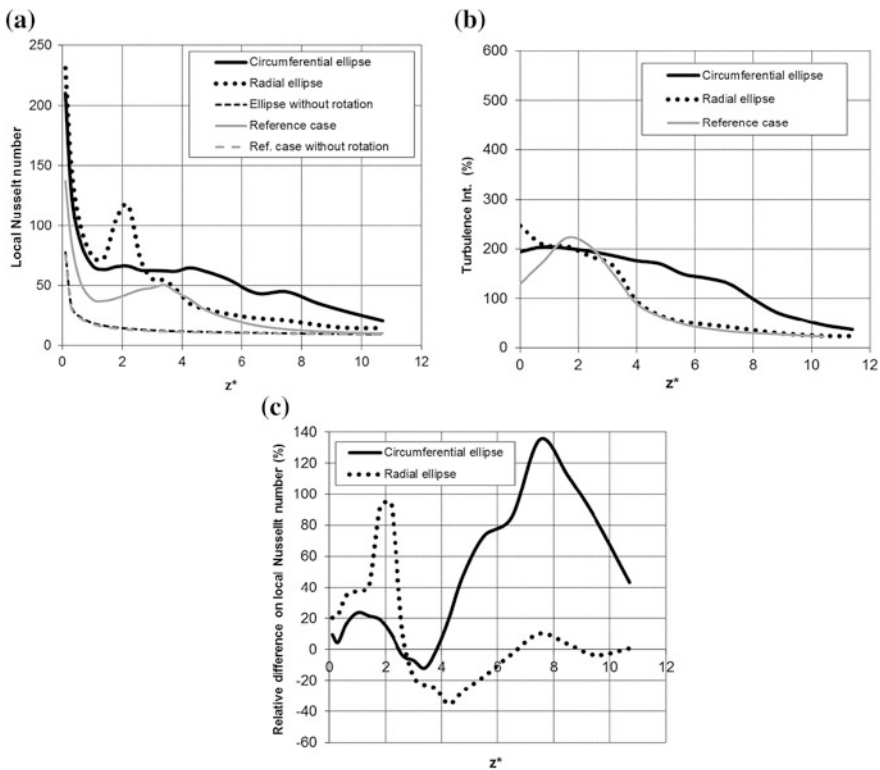 (a)
250
200
150
100
50
0
Local Nusselt number
Circumferential ellipse
Radial ellipse
Ellipse without rotation
Reference case
Ref. case without rotation
0 2 4 6 8 10 12
z*
(b)
600
500
400
300
200
100
0
Turbulence Int. (%)
Circumferential ellipse
Radial ellipse
Reference case
0 2 4 6 8 10 12
z*
(c)
140
120
100
80
60
40
20
0
-20
-40
-60
Relative difference on local Nusselt number (%)
Circumferential ellipse
Radial ellipse
0 2 4 6 8 10 12
z*